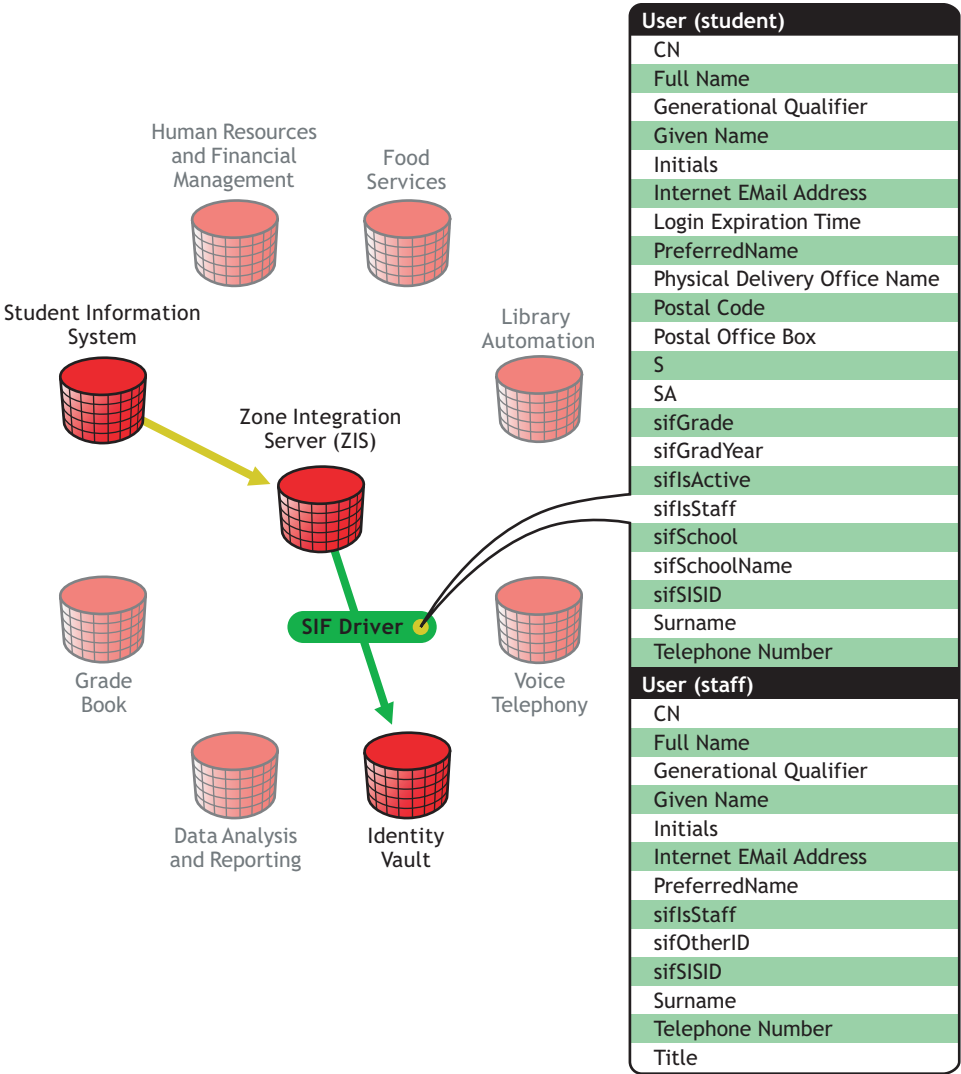 Human Resources
and Financial
Management
Food
Services
Student Information
System
Library
Automation
Zone Integration
Server (ZIS)
SIF Driver
Grade
Book
Voice
Telephony
Data Analysis
and Reporting
Identity
Vault
User (student)
CN
Full Name
Generational Qualifier
Given Name
Initials
Internet EMail Address
Login Expiration Time
PreferredName
Physical Delivery Office Name
Postal Code
Postal Office Box
S
SA
sifGrade
sifGradYear
sifIsActive
sifIsStaff
sifSchool
sifSchoolName
sifSISID
Surname
Telephone Number
User (staff)
CN
Full Name
Generational Qualifier
Given Name
Initials
Internet EMail Address
PreferredName
sifIsStaff
sifOtherID
sifSISID
Surname
Telephone Number
Title